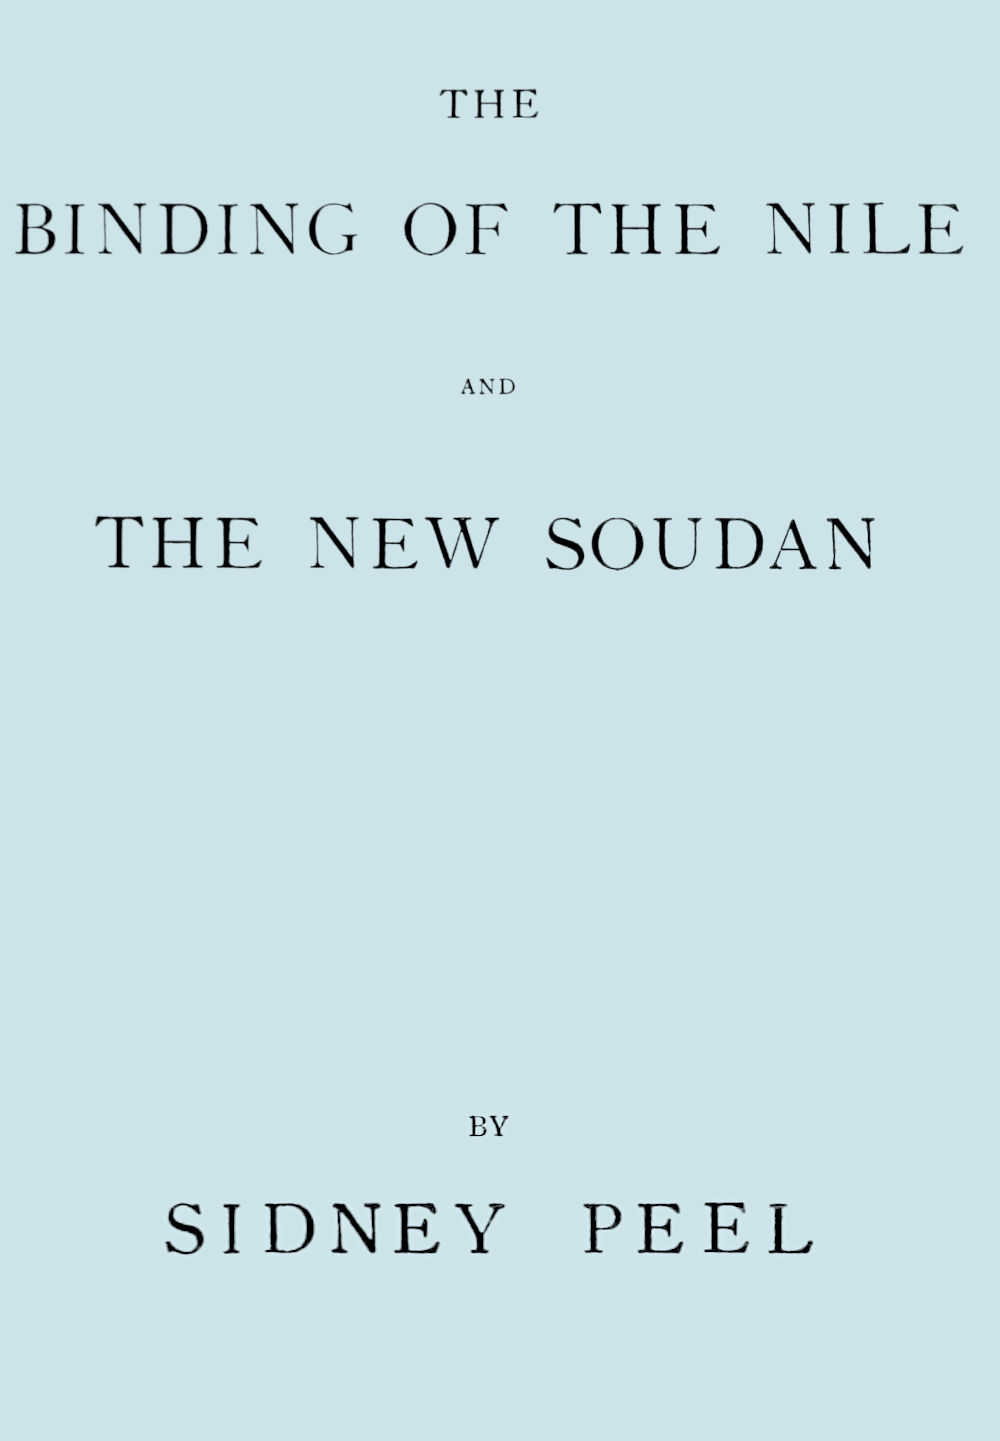 THE
BINDING OF THE NILE
AND
THE NEW SOUDAN
BY
SIDNEY PEEL